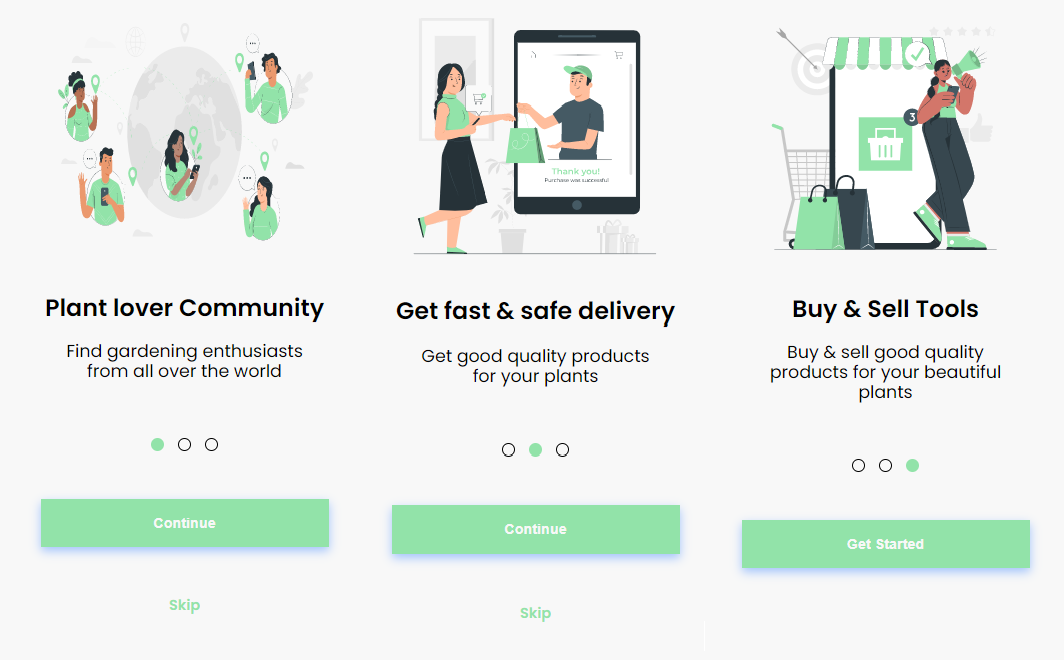 Plant lover Community
Find gardening enthusiasts
from all over the world
Continue
Skip
Thank you!
Purchase was successful
Get fast & safe delivery
Get good quality products
for your plants
Continue
Skip
3
Buy & Sell Tools
Buy & sell good quality
products for your beautiful
plants
Get Started